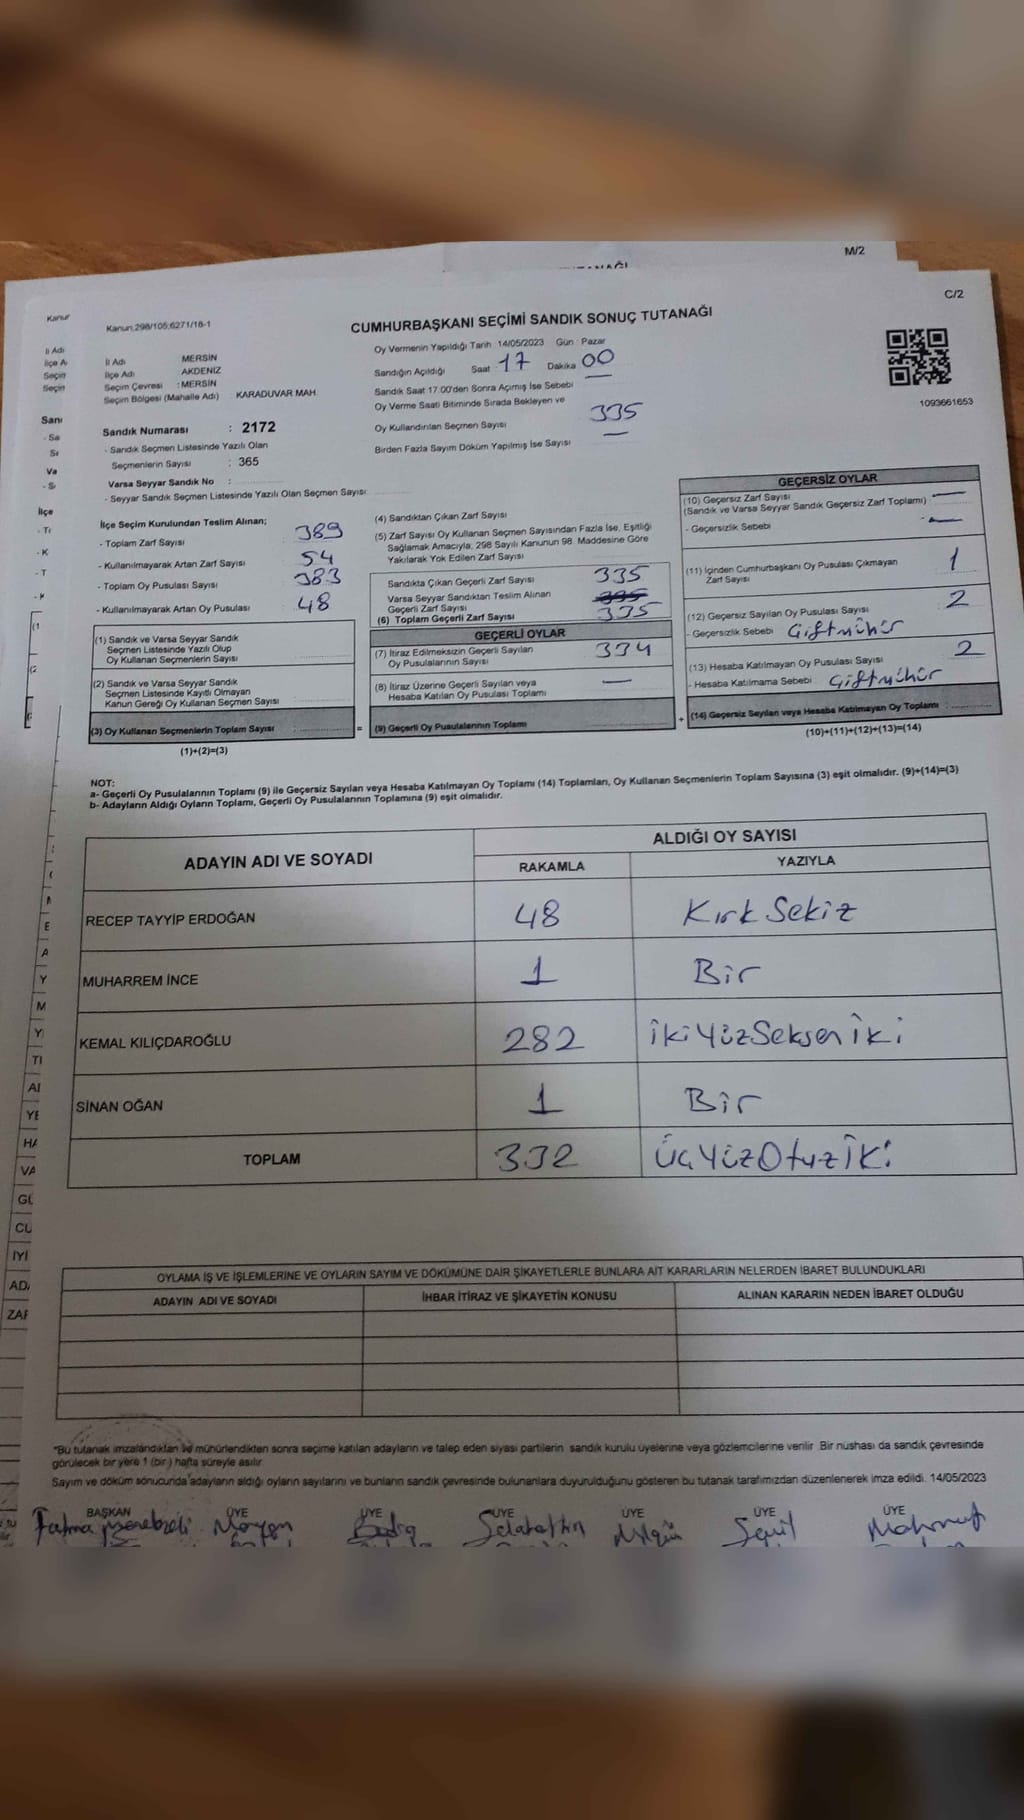 M/2
C/2
Kanun
Kanun:298/105;6271/18-1
CUMHURBAŞKANI SEÇİMİ SANDIK SONUÇ TUTANAĞI
İl Adı MERSİN
İlçe Adı AKDENİZ
Seçim Çevresi : MERSİN
Seçim Bölgesi (Mahalle Adı) : KARADUVAR MAH.
Oy Vermenin Yapıldığı Tarih 14/05/2023 Gün : Pazar
Sandığın Açıldığı Saat 17 Dakika 00
Sandık Saat 17.00'den Sonra Açımış İse Sebebi —
Oy Verme Saati Bitiminde Sırada Bekleyen ve
Oy Kullandırılan Seçmen Sayısı 335
Birden Fazla Sayım Döküm Yapılmış İse Sayısı —
1093661653
Sandık Numarası : 2172
- Sandık Seçmen Listesinde Yazılı Olan
Seçmenlerin Sayısı : 365
Varsa Seyyar Sandık No :
- Seyyar Sandık Seçmen Listesinde Yazılı Olan Seçmen Sayısı
İlçe Seçim Kurulundan Teslim Alınan;
- Toplam Zarf Sayısı 389
- Kullanılmayarak Artan Zarf Sayısı 54
- Toplam Oy Pusulası Sayısı 383
- Kullanılmayarak Artan Oy Pusulası 48
(1) Sandık ve Varsa Seyyar Sandık
Seçmen Listesinde Yazılı Olup
Oy Kullanan Seçmenlerin Sayısı
(2) Sandık ve Varsa Seyyar Sandık
Seçmen Listesinde Kayıtlı Olmayan
Kanun Gereği Oy Kullanan Seçmen Sayısı
(3) Oy Kullanan Seçmenlerin Toplam Sayısı =
(1)+(2)=(3)
(4) Sandıktan Çıkan Zarf Sayısı
(5) Zarf Sayısı Oy Kullanan Seçmen Sayısından Fazla İse, Eşitliği
Sağlamak Amacıyla; 298 Sayılı Kanunun 98. Maddesine Göre
Yakılarak Yok Edilen Zarf Sayısı
Sandıkta Çıkan Geçerli Zarf Sayısı 335
Varsa Seyyar Sandıktan Teslim Alınan
Geçerli Zarf Sayısı
(6) Toplam Geçerli Zarf Sayısı 335
GEÇERLİ OYLAR
(7) İtiraz Edilmeksizin Geçerli Sayılan
Oy Pusulalarının Sayısı 334
(8) İtiraz Üzerine Geçerli Sayılan veya
Hesaba Katılan Oy Pusulası Toplamı —
(9) Geçerli Oy Pusulalarının Toplamı +
GEÇERSİZ OYLAR
(10) Geçersiz Zarf Sayısı —
(Sandık ve Varsa Seyyar Sandık Geçersiz Zarf Toplamı)
- Geçersizlik Sebebi —
(11) İçinden Cumhurbaşkanı Oy Pusulası Çıkmayan
Zarf Sayısı 1
(12) Geçersiz Sayılan Oy Pusulası Sayısı 2
- Geçersizlik Sebebi Çiftmühür
(13) Hesaba Katılmayan Oy Pusulası Sayısı 2
- Hesaba Katılmama Sebebi Çiftmühür
(14) Geçersiz Sayılan veya Hesaba Katılmayan Oy Toplamı :
(10)+(11)+(12)+(13)=(14)
NOT:
a- Geçerli Oy Pusulalarının Toplamı (9) ile Geçersiz Sayılan veya Hesaba Katılmayan Oy Toplamı (14) Toplamları, Oy Kullanan Seçmenlerin Toplam Sayısına (3) eşit olmalıdır. (9)+(14)=(3)
b- Adayların Aldığı Oyların Toplamı, Geçerli Oy Pusulalarının Toplamına (9) eşit olmalıdır.
ADAYIN ADI VE SOYADI
ALDIĞI OY SAYISI
RAKAMLA YAZIYLA
RECEP TAYYİP ERDOĞAN 48 Kırk Sekiz
MUHARREM İNCE 1 Bir
KEMAL KILIÇDAROĞLU 282 İkiYüzSeksen İki
SİNAN OĞAN 1 Bir
TOPLAM 332 ÜçYüzOtuzİki
OYLAMA İŞ VE İŞLEMLERİNE VE OYLARIN SAYIM VE DÖKÜMÜNE DAİR ŞİKAYETLERLE BUNLARA AİT KARARLARIN NELERDEN İBARET BULUNDUKLARI
ADAYIN ADI VE SOYADI İHBAR İTİRAZ VE ŞİKAYETİN KONUSU ALINAN KARARIN NEDEN İBARET OLDUĞU
*Bu tutanak imzalandıktan ve mühürlendikten sonra seçime katılan adayların ve talep eden siyasi partilerin sandık kurulu üyelerine veya gözlemcilerine verilir. Bir nüshası da sandık çevresinde
görülecek bir yere 1 (bir) hafta süreyle asılır.
Sayım ve döküm sonucunda adayların aldığı oyların sayılarını ve bunların sandık çevresinde bulunanlara duyurulduğunu gösteren bu tutanak tarafımızdan düzenlenerek imza edildi. 14/05/2023
BAŞKAN ÜYE ÜYE ÜYE ÜYE ÜYE ÜYE
Fatma Selahattin Nilgün Mahmut